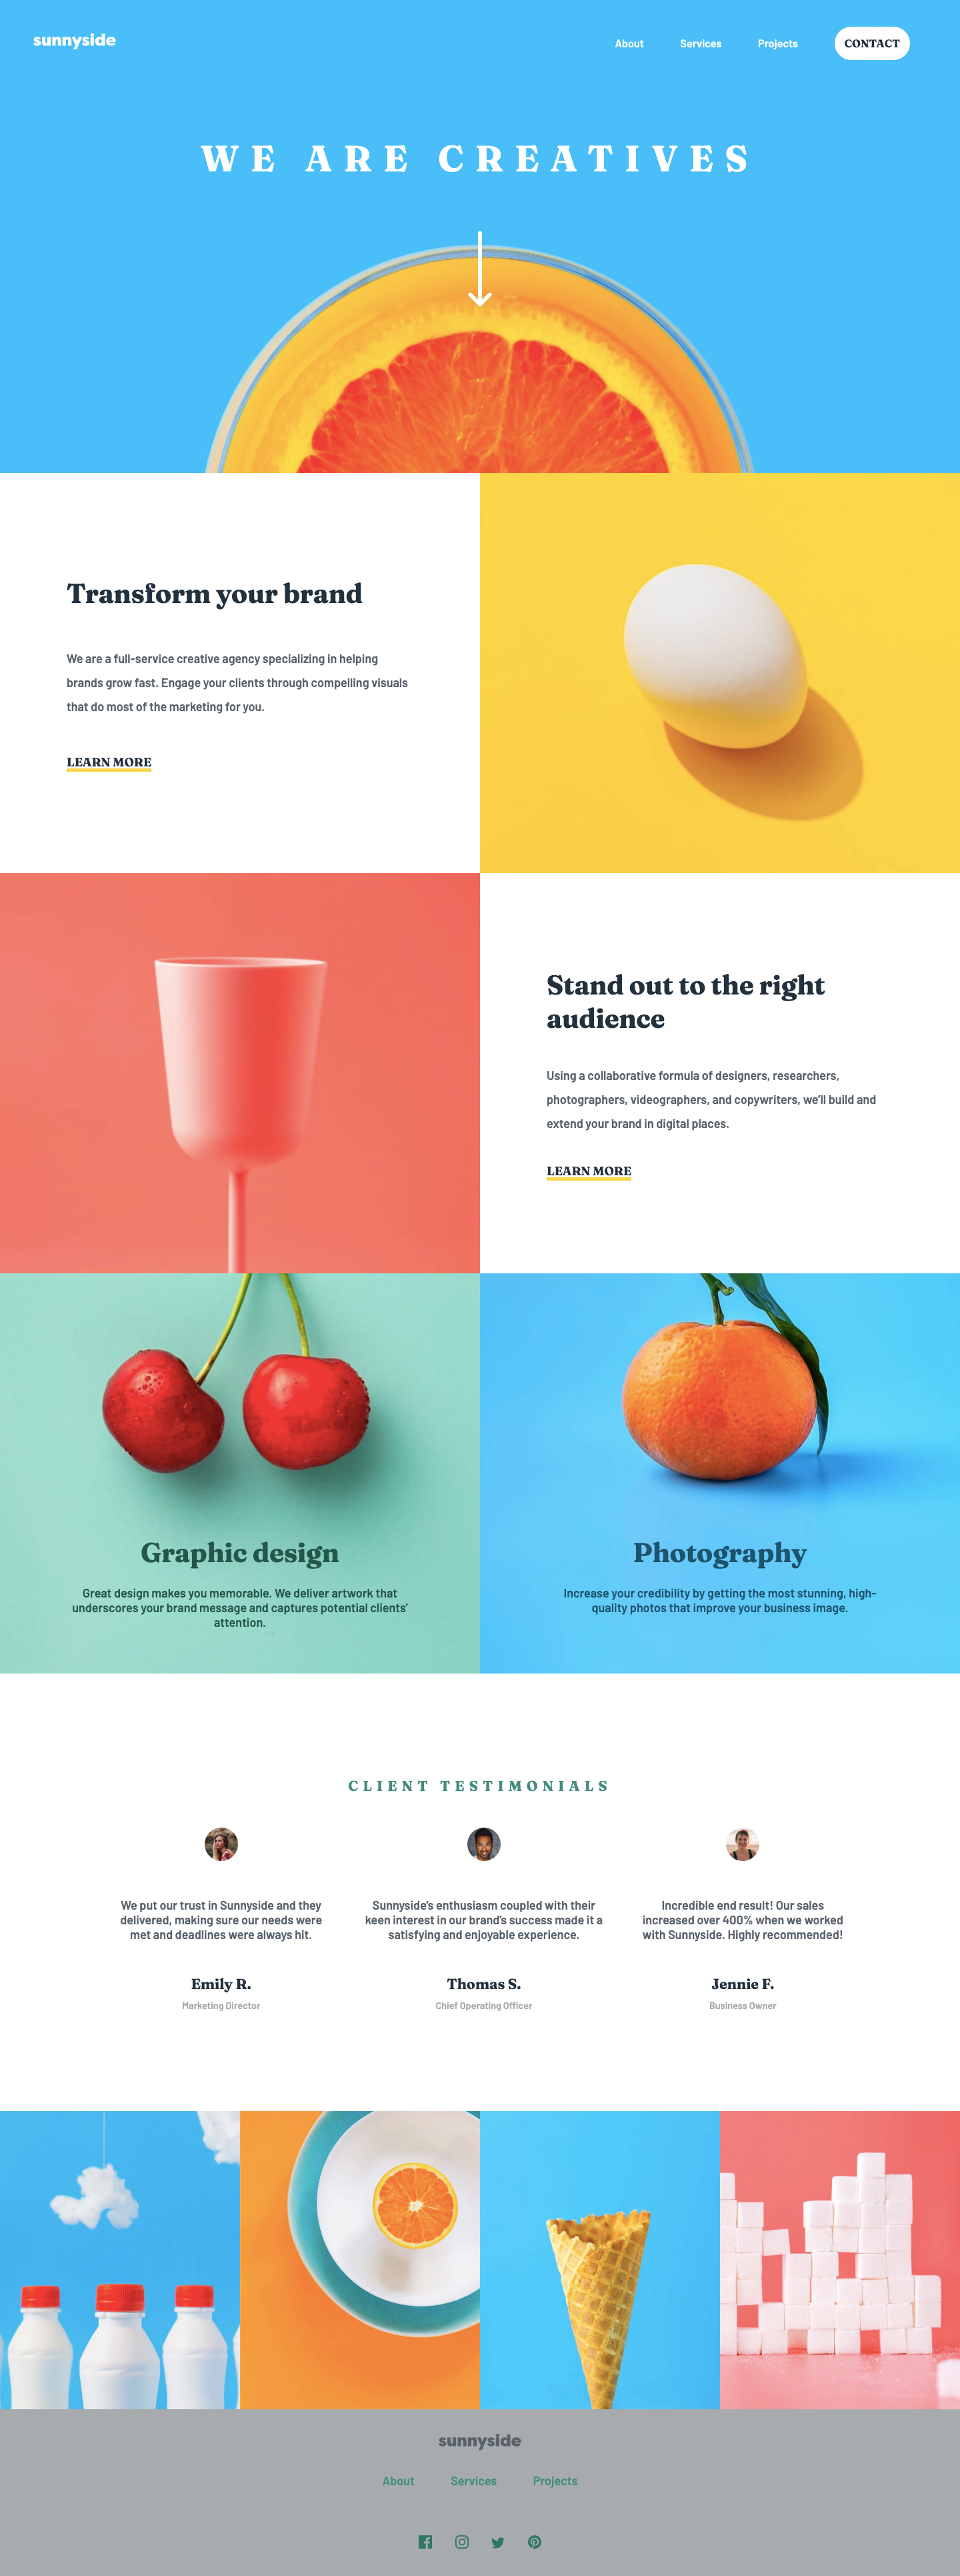 sunnyside
About Services Projects CONTACT
WE ARE CREATIVES
Transform your brand
We are a full-service creative agency specializing in helping
brands grow fast. Engage your clients through compelling visuals
that do most of the marketing for you.
LEARN MORE
Stand out to the right
audience
Using a collaborative formula of designers, researchers,
photographers, videographers, and copywriters, we’ll build and
extend your brand in digital places.
LEARN MORE
Graphic design
Great design makes you memorable. We deliver artwork that
underscores your brand message and captures potential clients’
attention.
Photography
Increase your credibility by getting the most stunning, high-
quality photos that improve your business image.
CLIENT TESTIMONIALS
We put our trust in Sunnyside and they
delivered, making sure our needs were
met and deadlines were always hit.
Emily R.
Marketing Director
Sunnyside’s enthusiasm coupled with their
keen interest in our brand’s success made it a
satisfying and enjoyable experience.
Thomas S.
Chief Operating Officer
Incredible end result! Our sales
increased over 400% when we worked
with Sunnyside. Highly recommended!
Jennie F.
Business Owner
sunnyside
About Services Projects